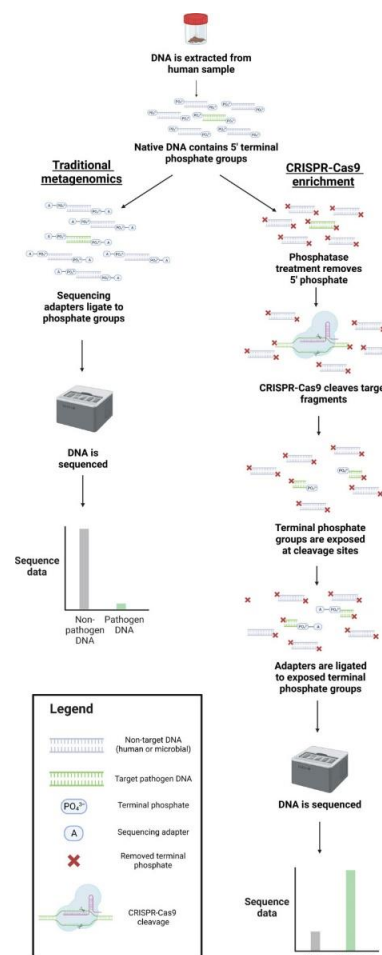 DNA is extracted from
human sample
Native DNA contains 5' terminal
phosphate groups
Traditional
metagenomics
Sequencing
adapters ligate to
phosphate groups
DNA is
sequenced
Sequence
data
Non-
pathogen
DNA
Pathogen
DNA
CRISPR-Cas9
enrichment
Phosphatase
treatment removes
5' phosphate
CRISPR-Cas9 cleaves target
fragments
Terminal phosphate
groups are exposed
at cleavage sites
Adapters are ligated
to exposed terminal
phosphate groups
DNA is sequenced
Sequence
data
Legend
Non-target DNA
(human or microbial)
Target pathogen DNA
PO₄³⁻
Terminal phosphate
A
Sequencing adapter
Removed terminal
phosphate
CRISPR-Cas9
cleavage